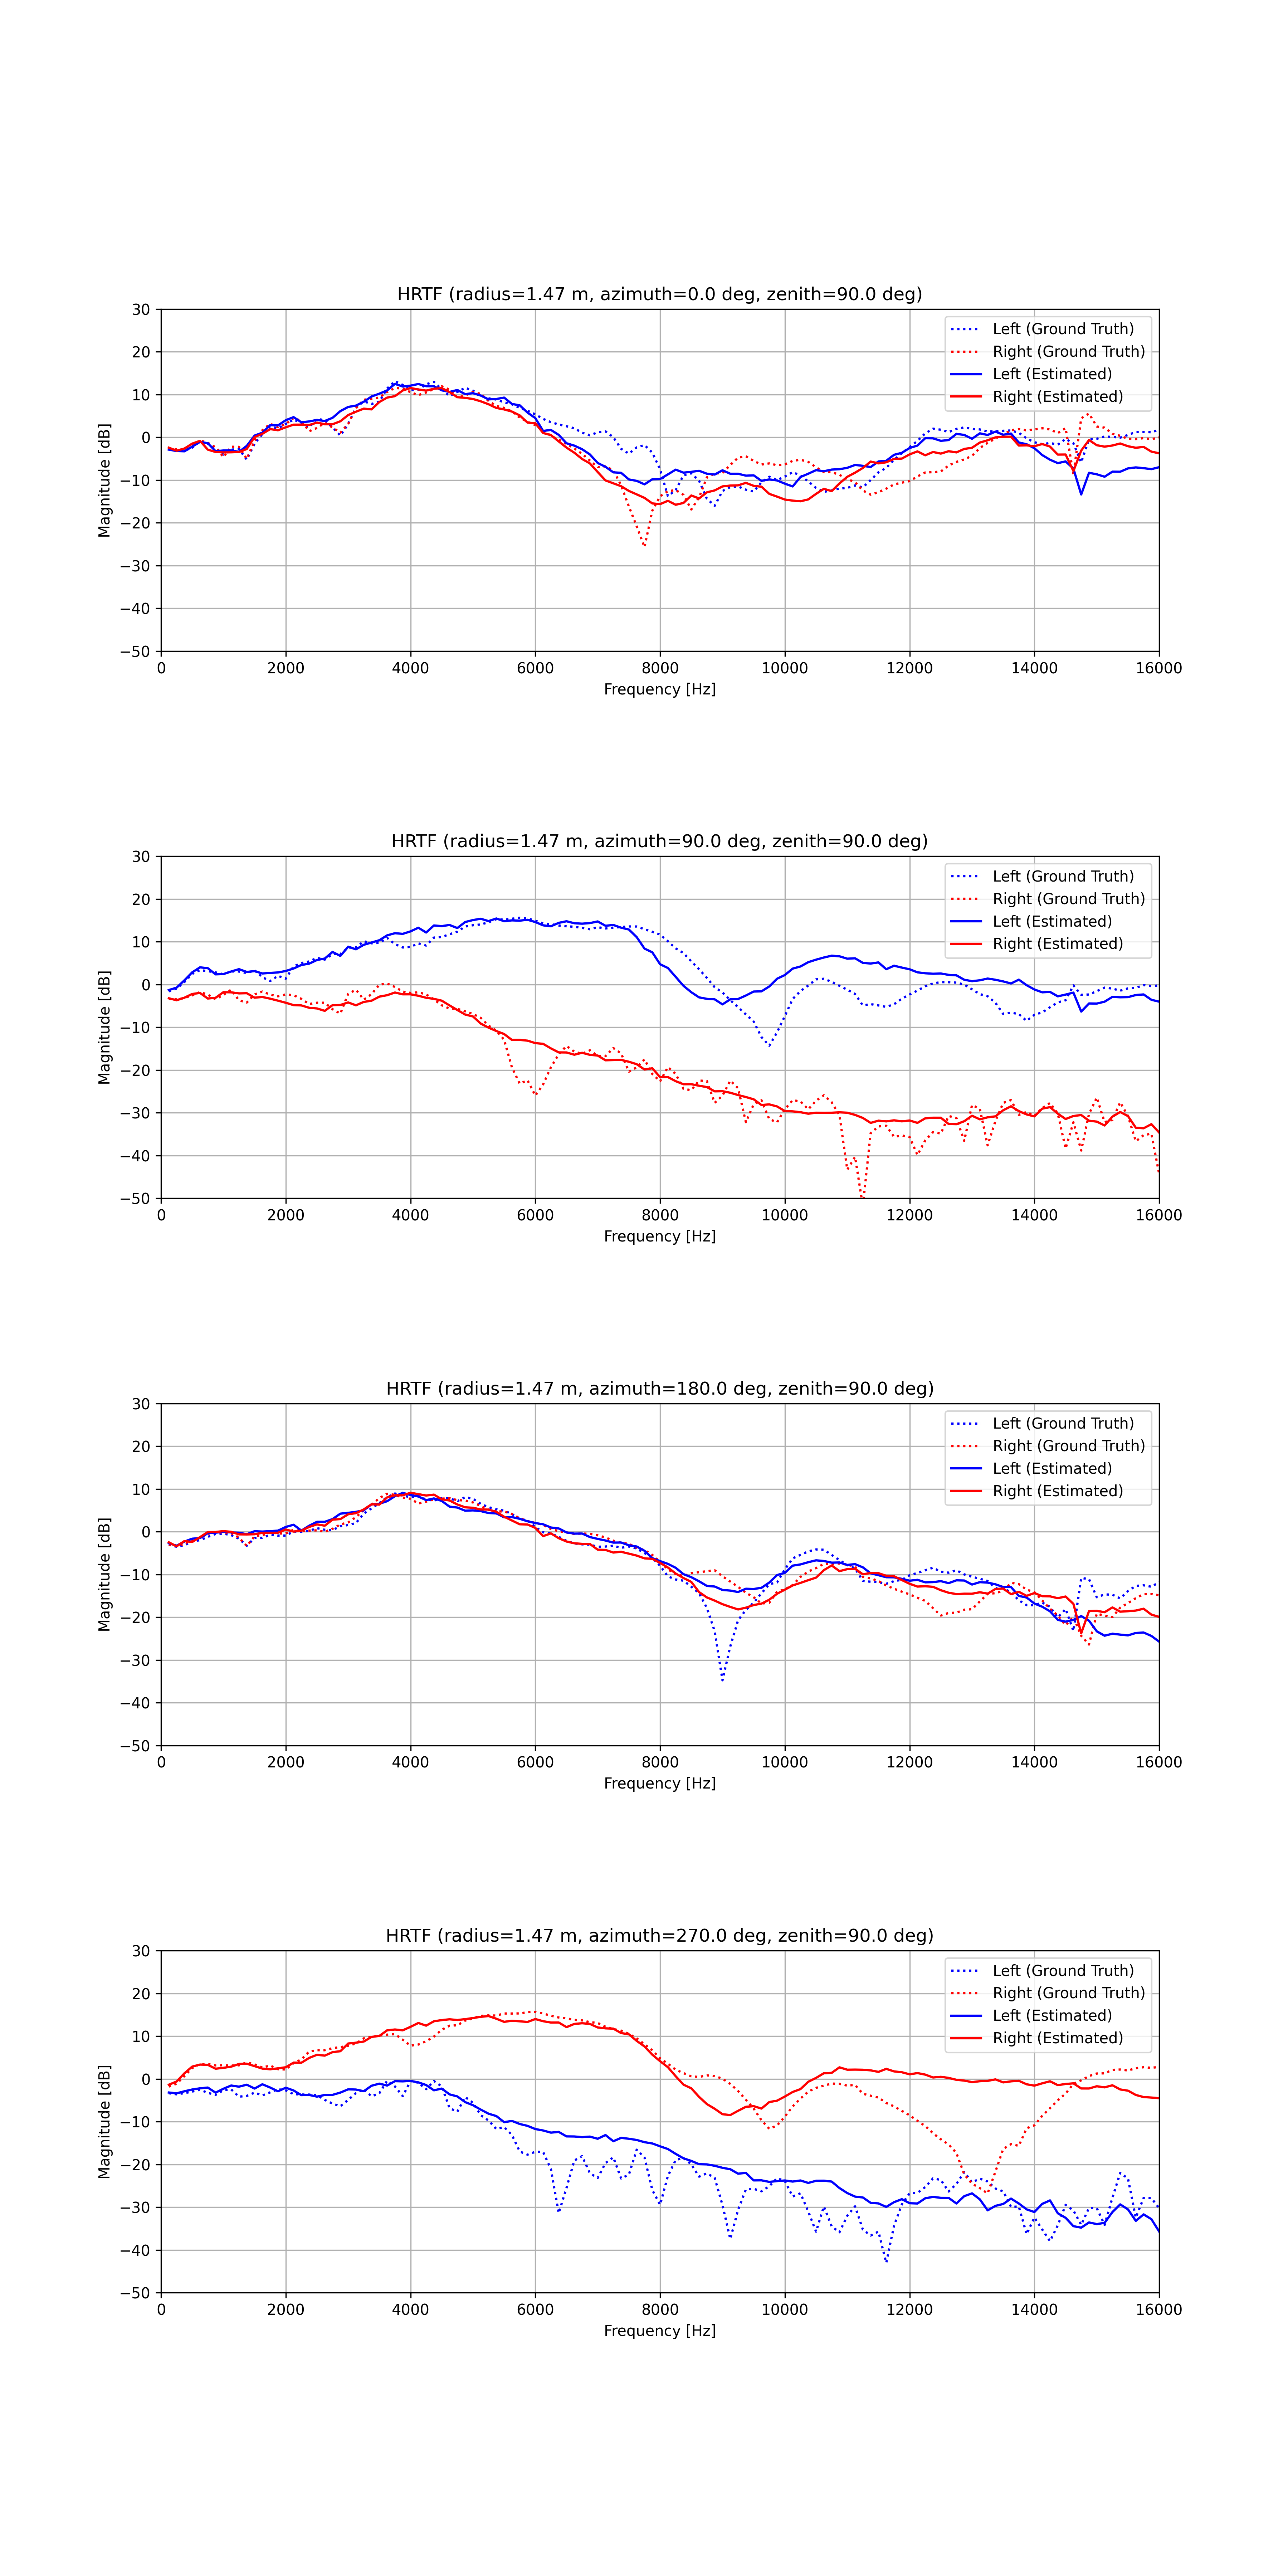 HRTF (radius=1.47 m, azimuth=0.0 deg, zenith=90.0 deg)
30
20
10
0
−10
−20
−30
−40
−50
Magnitude [dB]
Left (Ground Truth)
Right (Ground Truth)
Left (Estimated)
Right (Estimated)
0 2000 4000 6000 8000 10000 12000 14000 16000
Frequency [Hz]
HRTF (radius=1.47 m, azimuth=90.0 deg, zenith=90.0 deg)
30
20
10
0
−10
−20
−30
−40
−50
Magnitude [dB]
Left (Ground Truth)
Right (Ground Truth)
Left (Estimated)
Right (Estimated)
0 2000 4000 6000 8000 10000 12000 14000 16000
Frequency [Hz]
HRTF (radius=1.47 m, azimuth=180.0 deg, zenith=90.0 deg)
30
20
10
0
−10
−20
−30
−40
−50
Magnitude [dB]
Left (Ground Truth)
Right (Ground Truth)
Left (Estimated)
Right (Estimated)
0 2000 4000 6000 8000 10000 12000 14000 16000
Frequency [Hz]
HRTF (radius=1.47 m, azimuth=270.0 deg, zenith=90.0 deg)
30
20
10
0
−10
−20
−30
−40
−50
Magnitude [dB]
Left (Ground Truth)
Right (Ground Truth)
Left (Estimated)
Right (Estimated)
0 2000 4000 6000 8000 10000 12000 14000 16000
Frequency [Hz]